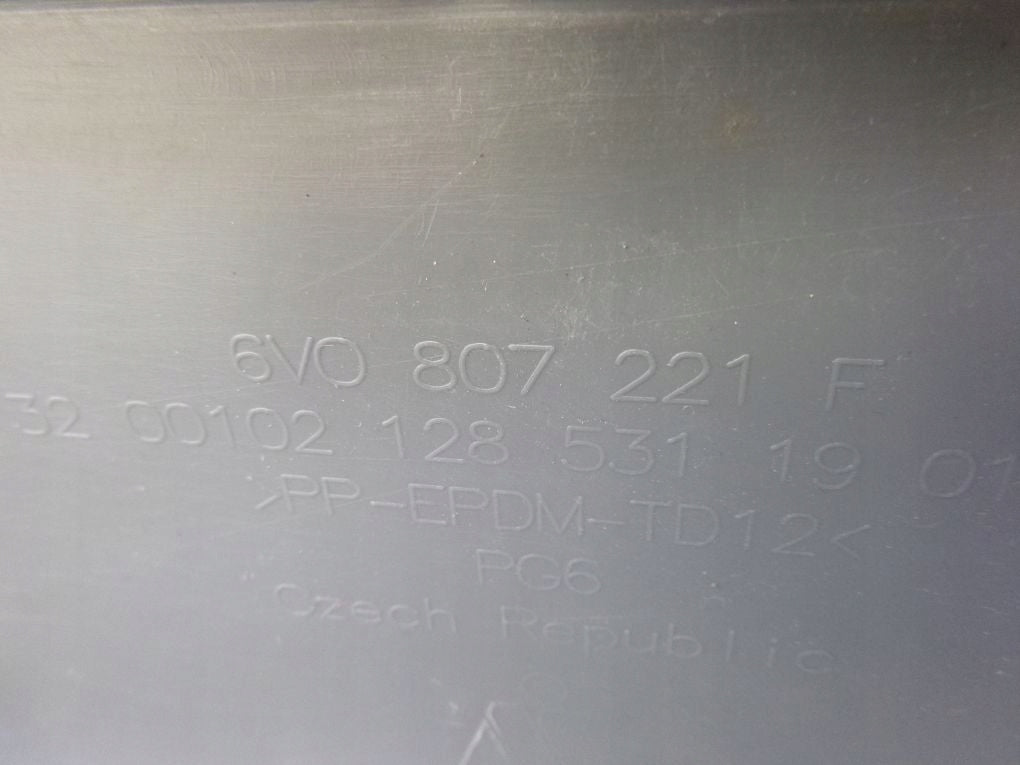 6V0 807 221 F
32 00102 128 531 19 01
>PP-EPDM-TD12<
PG6
Czech Republic